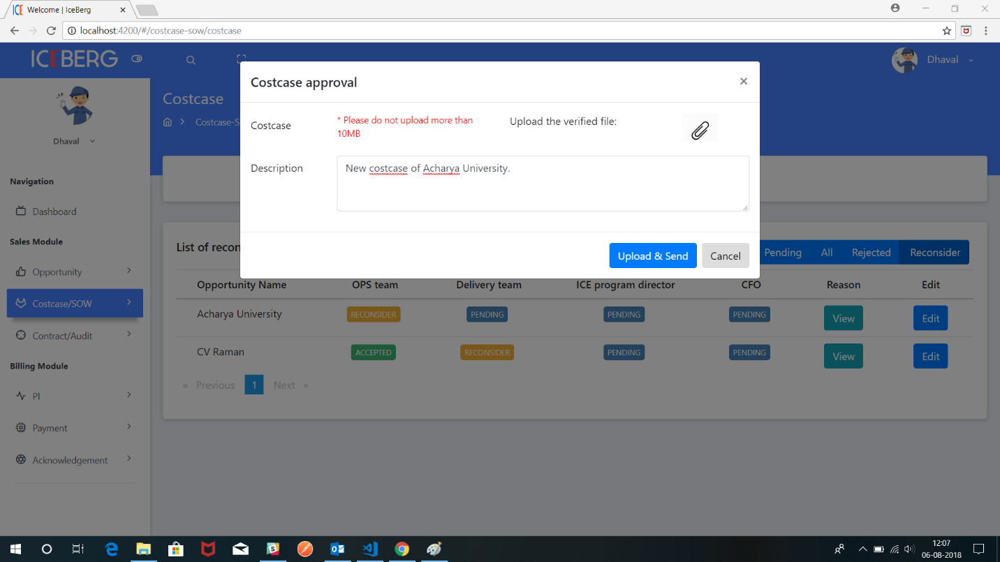 ICE Welcome | IceBerg
localhost:4200/#/costcase-sow/costcase
ICEBERG
Dhaval
Dhaval
Navigation
Dashboard
Sales Module
Opportunity
Costcase/SOW
Contract/Audit
Billing Module
PI
Payment
Acknowledgement
Costcase
Costcase-S
Costcase approval
×
Costcase
* Please do not upload more than
10MB
Upload the verified file:
Description
New costcase of Acharya University.
Upload & Send Cancel
List of recon
Pending All Rejected Reconsider
Opportunity Name OPS team Delivery team ICE program director CFO Reason Edit
Acharya University RECONSIDER PENDING PENDING PENDING View Edit
CV Raman ACCEPTED RECONSIDER PENDING PENDING View Edit
« Previous 1 Next »
12:07
06-08-2018